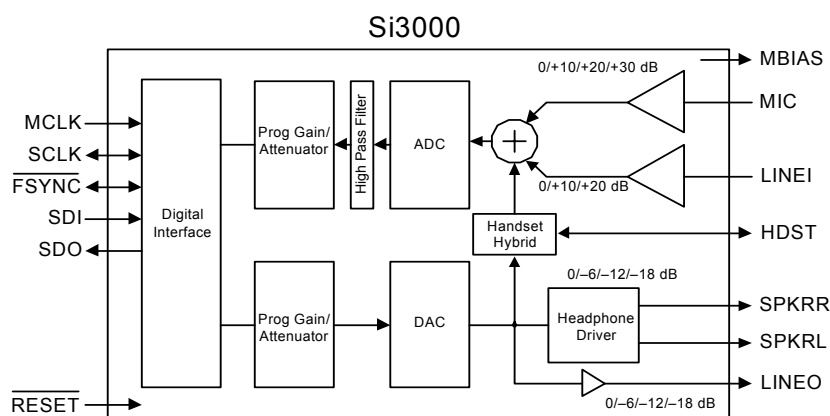 Si3000
0/+10/+20/+30 dB
MBIAS
MIC
MCLK
SCLK
FSYNC
SDI
SDO
Digital
Interface
Prog Gain/
Attenuator
High Pass Filter
ADC
+
LINEI
0/+10/+20 dB
Handset
Hybrid
HDST
0/–6/–12/–18 dB
Prog Gain/
Attenuator
DAC
Headphone
Driver
SPKRR
SPKRL
LINEO
RESET
0/–6/–12/–18 dB